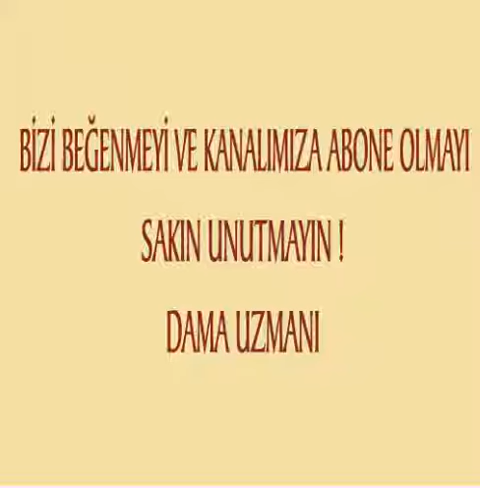 BİZİ BEĞENMEYİ VE KANALIMIZA ABONE OLMAYI
SAKIN UNUTMAYIN !
DAMA UZMANI